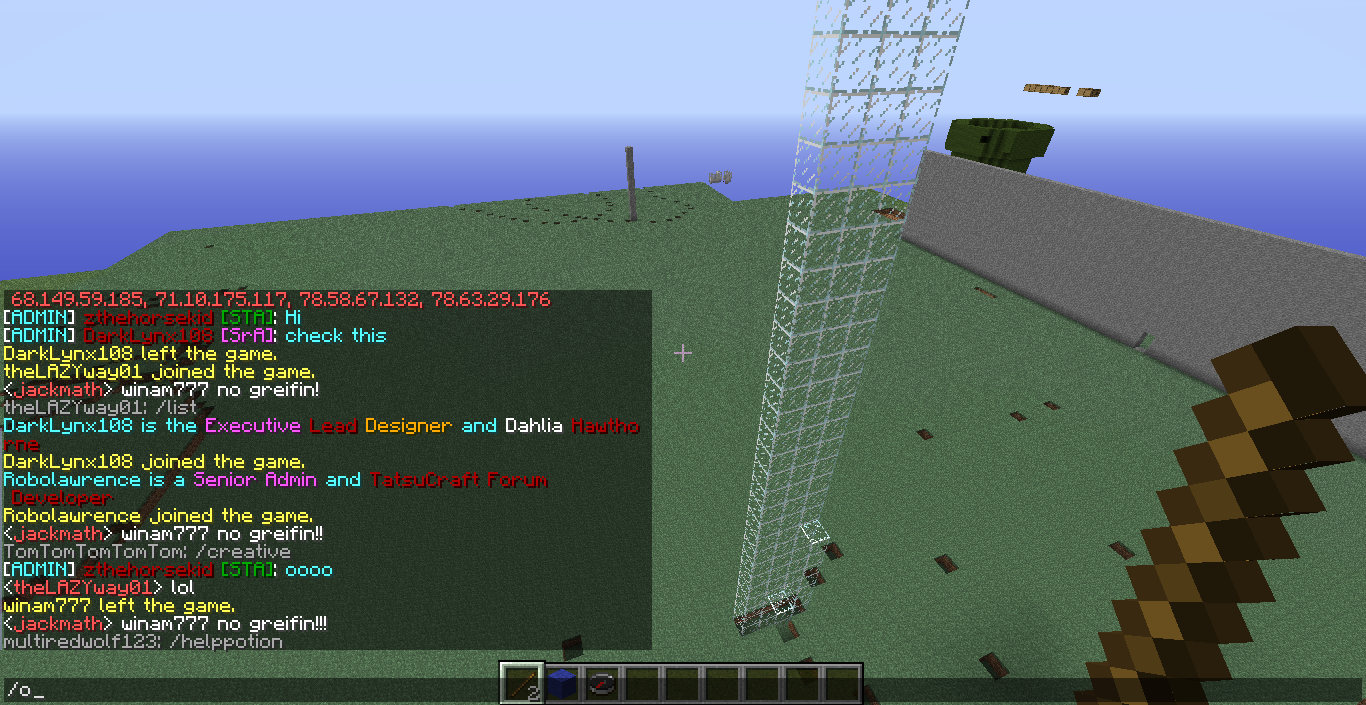 68.149.59.185, 71.10.175.117, 78.58.67.132, 78.63.29.176
[ADMIN] zthehorsekid [STA]: Hi
[ADMIN] DarkLynx108 [SrA]: check this
DarkLynx108 left the game.
theLAZYway01 joined the game.
<jackmath> winam777 no greifin!
theLAZYway01: /list
DarkLynx108 is the Executive Lead Designer and Dahlia Hawtho
rne
DarkLynx108 joined the game.
Robolawrence is a Senior Admin and TatsuCraft Forum
Developer
Robolawrence joined the game.
<jackmath> winam777 no greifin!!
TomTomTomTomTom: /creative
[ADMIN] zthehorsekid [STA]: oooo
<theLAZYway01> lol
winam777 left the game.
<jackmath> winam777 no greifin!!!
multiredwolf123: /helppotion
/o_
2